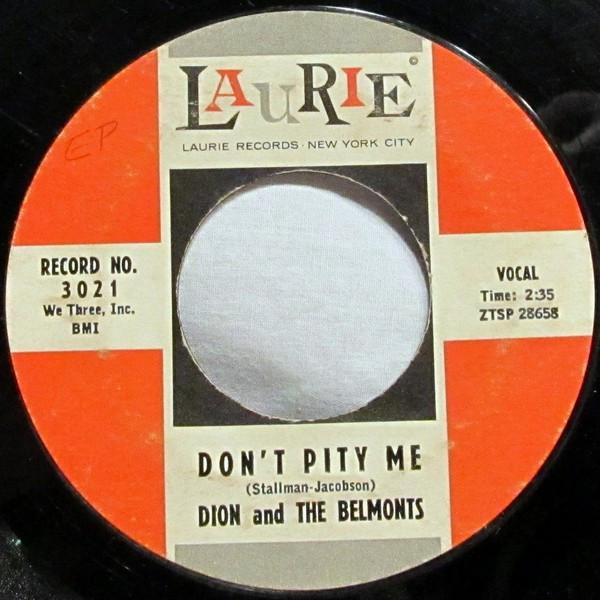 LAURIE ©
LAURIE RECORDS · NEW YORK CITY
EP
RECORD NO.
3021
We Three, Inc.
BMI
VOCAL
Time: 2:35
ZTSP 28658
DON'T PITY ME
(Stallman-Jacobson)
DION and THE BELMONTS